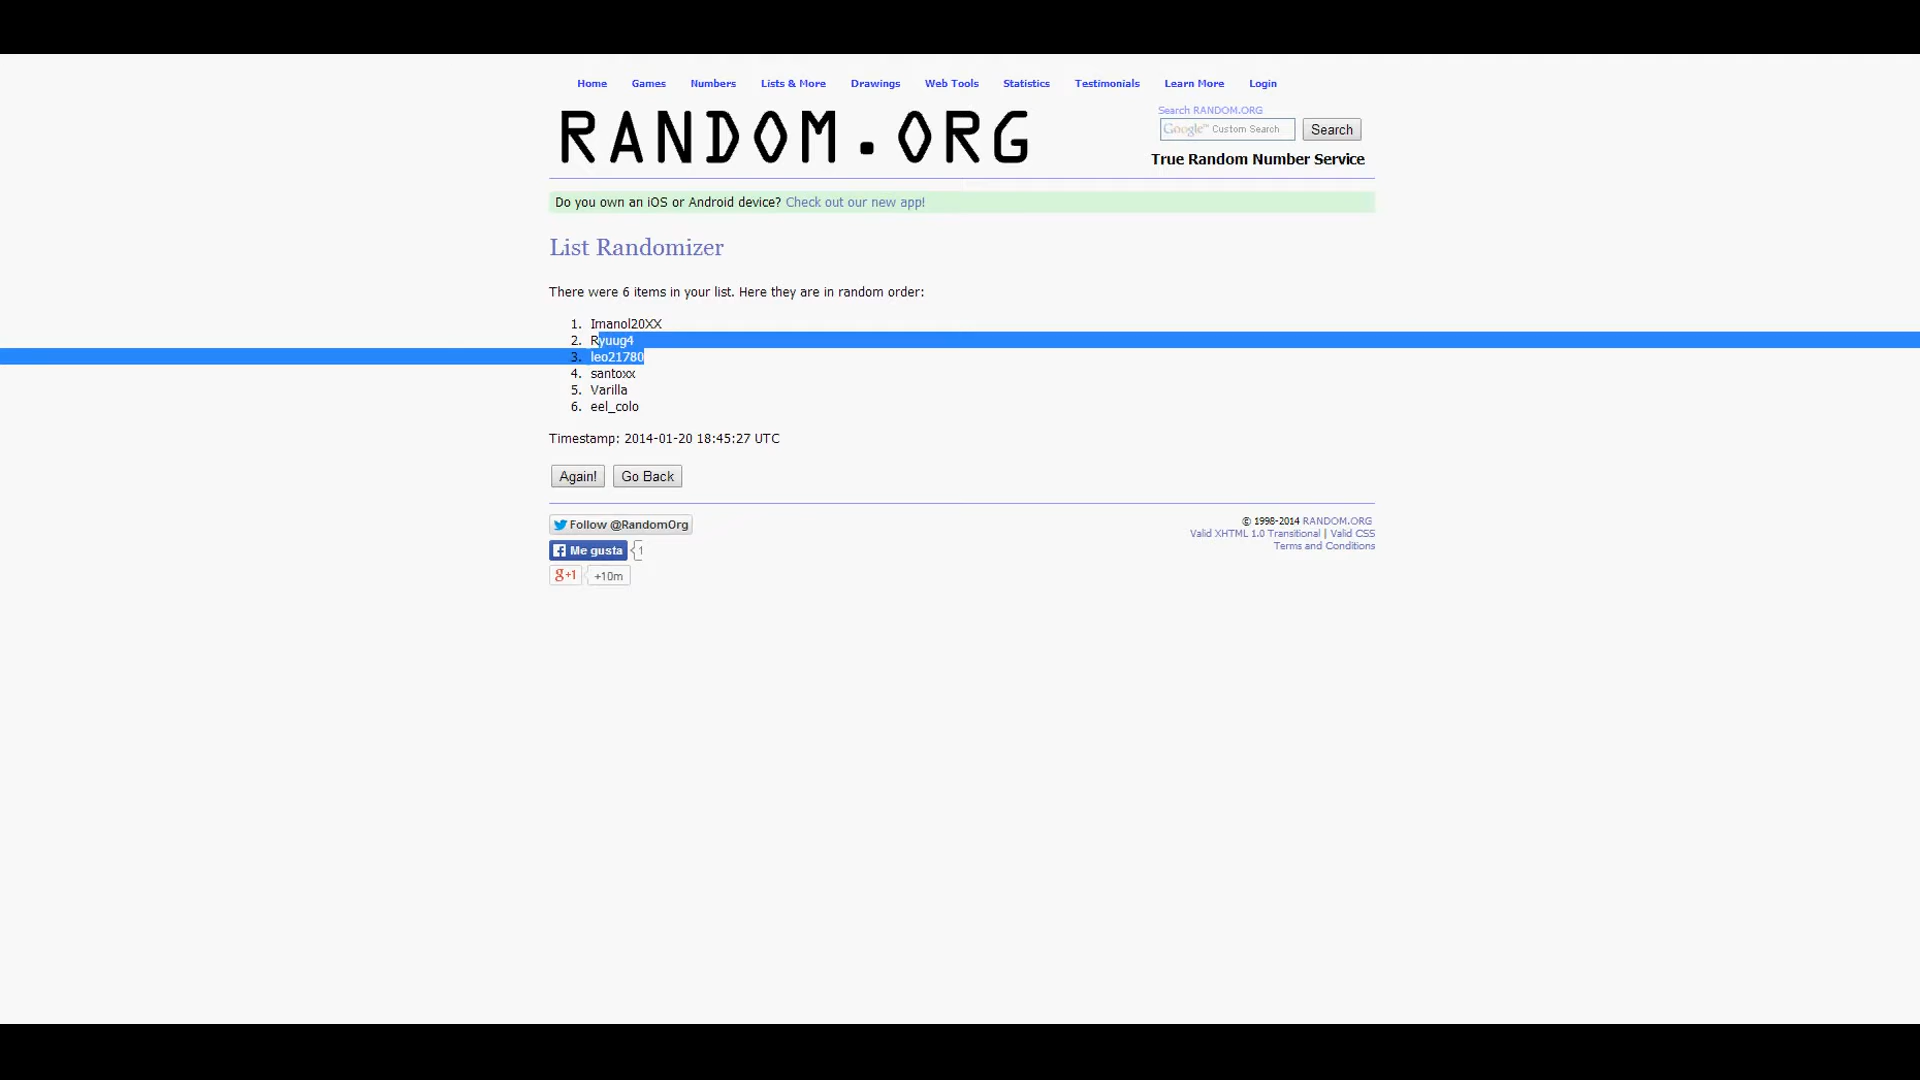 Home Games Numbers Lists & More Drawings Web Tools Statistics Testimonials Learn More Login
RANDOM.ORG
Search RANDOM.ORG
Google™ Custom Search Search
True Random Number Service
Do you own an iOS or Android device? Check out our new app!
List Randomizer
There were 6 items in your list. Here they are in random order:
1. Imanol20XX
2. Ryuug4
3. leo21780
4. santoxx
5. Varilla
6. eel_colo
Timestamp: 2014-01-20 18:45:27 UTC
Again! Go Back
Follow @RandomOrg
Me gusta 1
g+1 +10m
© 1998-2014 RANDOM.ORG
Valid XHTML 1.0 Transitional | Valid CSS
Terms and Conditions